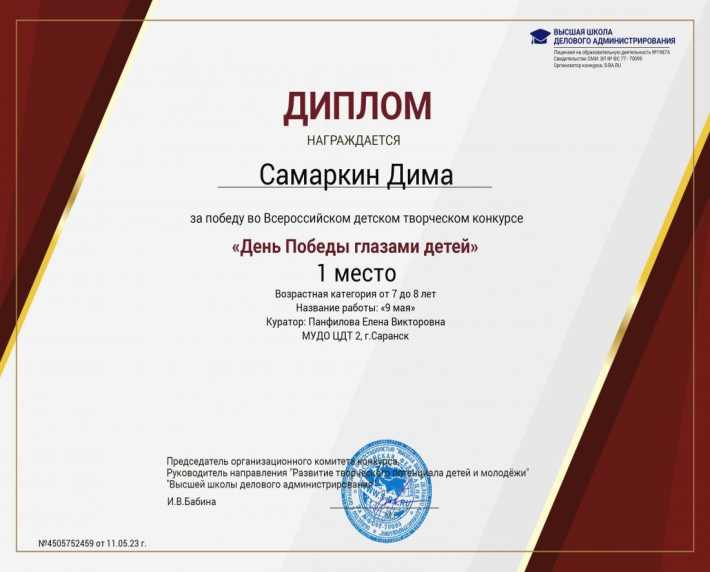 ВЫСШАЯ ШКОЛА
ДЕЛОВОГО АДМИНИСТРИРОВАНИЯ
Лицензия на образовательную деятельность №19674
Свидетельство СМИ: ЭЛ № ФС 77 - 70095
Организатор конкурса: S-BA.RU
ДИПЛОМ
НАГРАЖДАЕТСЯ
Самаркин Дима
за победу во Всероссийском детском творческом конкурсе
«День Победы глазами детей»
1 место
Возрастная категория от 7 до 8 лет
Название работы: «9 мая»
Куратор: Панфилова Елена Викторовна
МУДО ЦДТ 2, г.Саранск
Председатель организационного комитета конкурса,
Руководитель направления "Развитие творческого потенциала детей и молодёжи"
"Высшей школы делового администрирования"
И.В.Бабина
№4505752459 от 11.05.23 г.